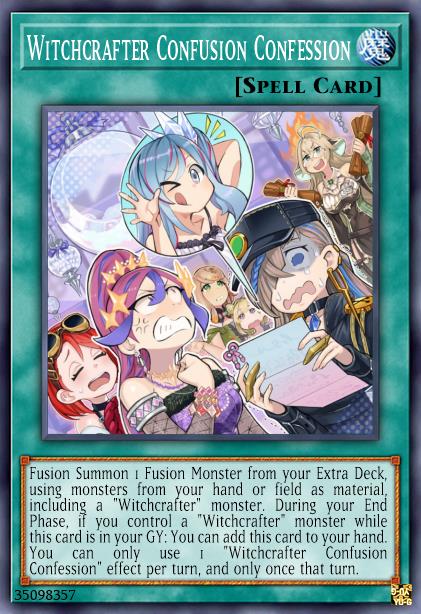 WITCHCRAFTER CONFUSION CONFESSION 魔
[SPELL CARD]
Fusion Summon 1 Fusion Monster from your Extra Deck,
using monsters from your hand or field as material,
including a "Witchcrafter" monster. During your End
Phase, if you control a "Witchcrafter" monster while
this card is in your GY: You can add this card to your hand.
You can only use 1 "Witchcrafter Confusion
Confession" effect per turn, and only once that turn.
35098357